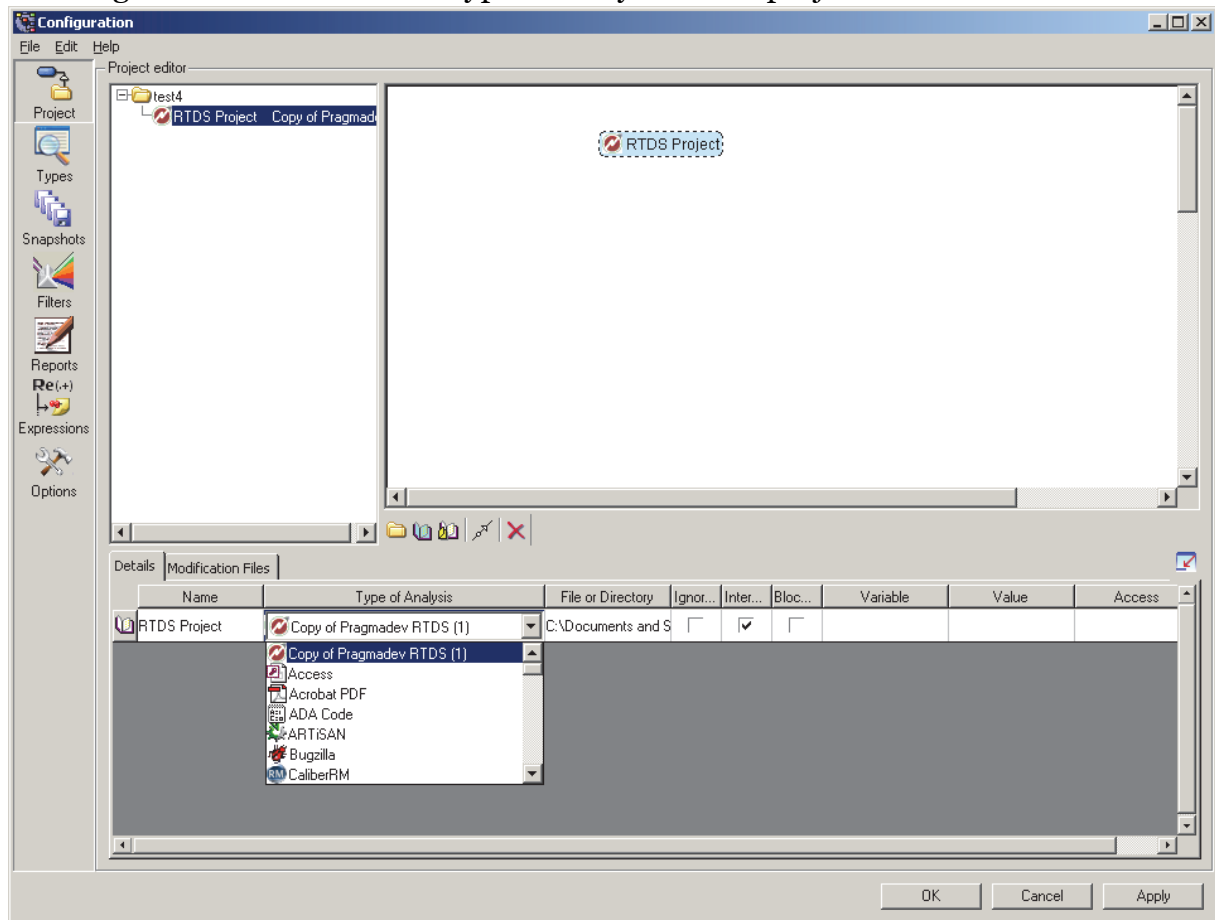 Configuration
File Edit Help
Project editor
Project
Types
Snapshots
Filters
Reports
Re(.+)
Expressions
Options
test4
RTDS Project Copy of Pragmad
RTDS Project
Details Modification Files
Name Type of Analysis File or Directory Ignor... Inter... Bloc... Variable Value Access
RTDS Project Copy of Pragmadev RTDS (1) C:\Documents and S
Copy of Pragmadev RTDS (1)
Access
Acrobat PDF
ADA Code
ARTiSAN
Bugzilla
RM CaliberRM
OK Cancel Apply